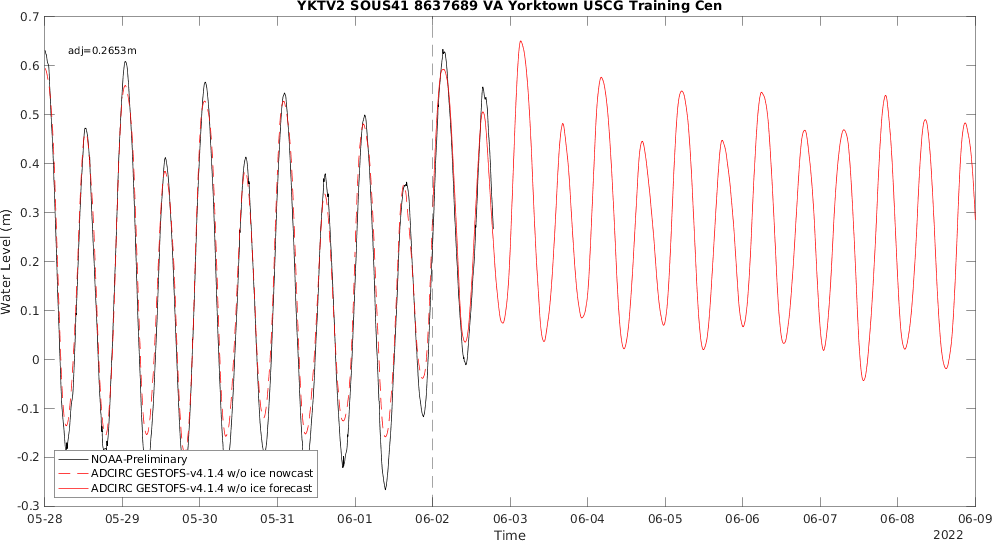 YKTV2 SOUS41 8637689 VA Yorktown USCG Training Cen
adj=0.2653m
0.7
0.6
0.5
0.4
0.3
0.2
0.1
0
-0.1
-0.2
-0.3
Water Level (m)
NOAA-Preliminary
ADCIRC GESTOFS-v4.1.4 w/o ice nowcast
ADCIRC GESTOFS-v4.1.4 w/o ice forecast
05-28 05-29 05-30 05-31 06-01 06-02 06-03 06-04 06-05 06-06 06-07 06-08 06-09
Time
2022